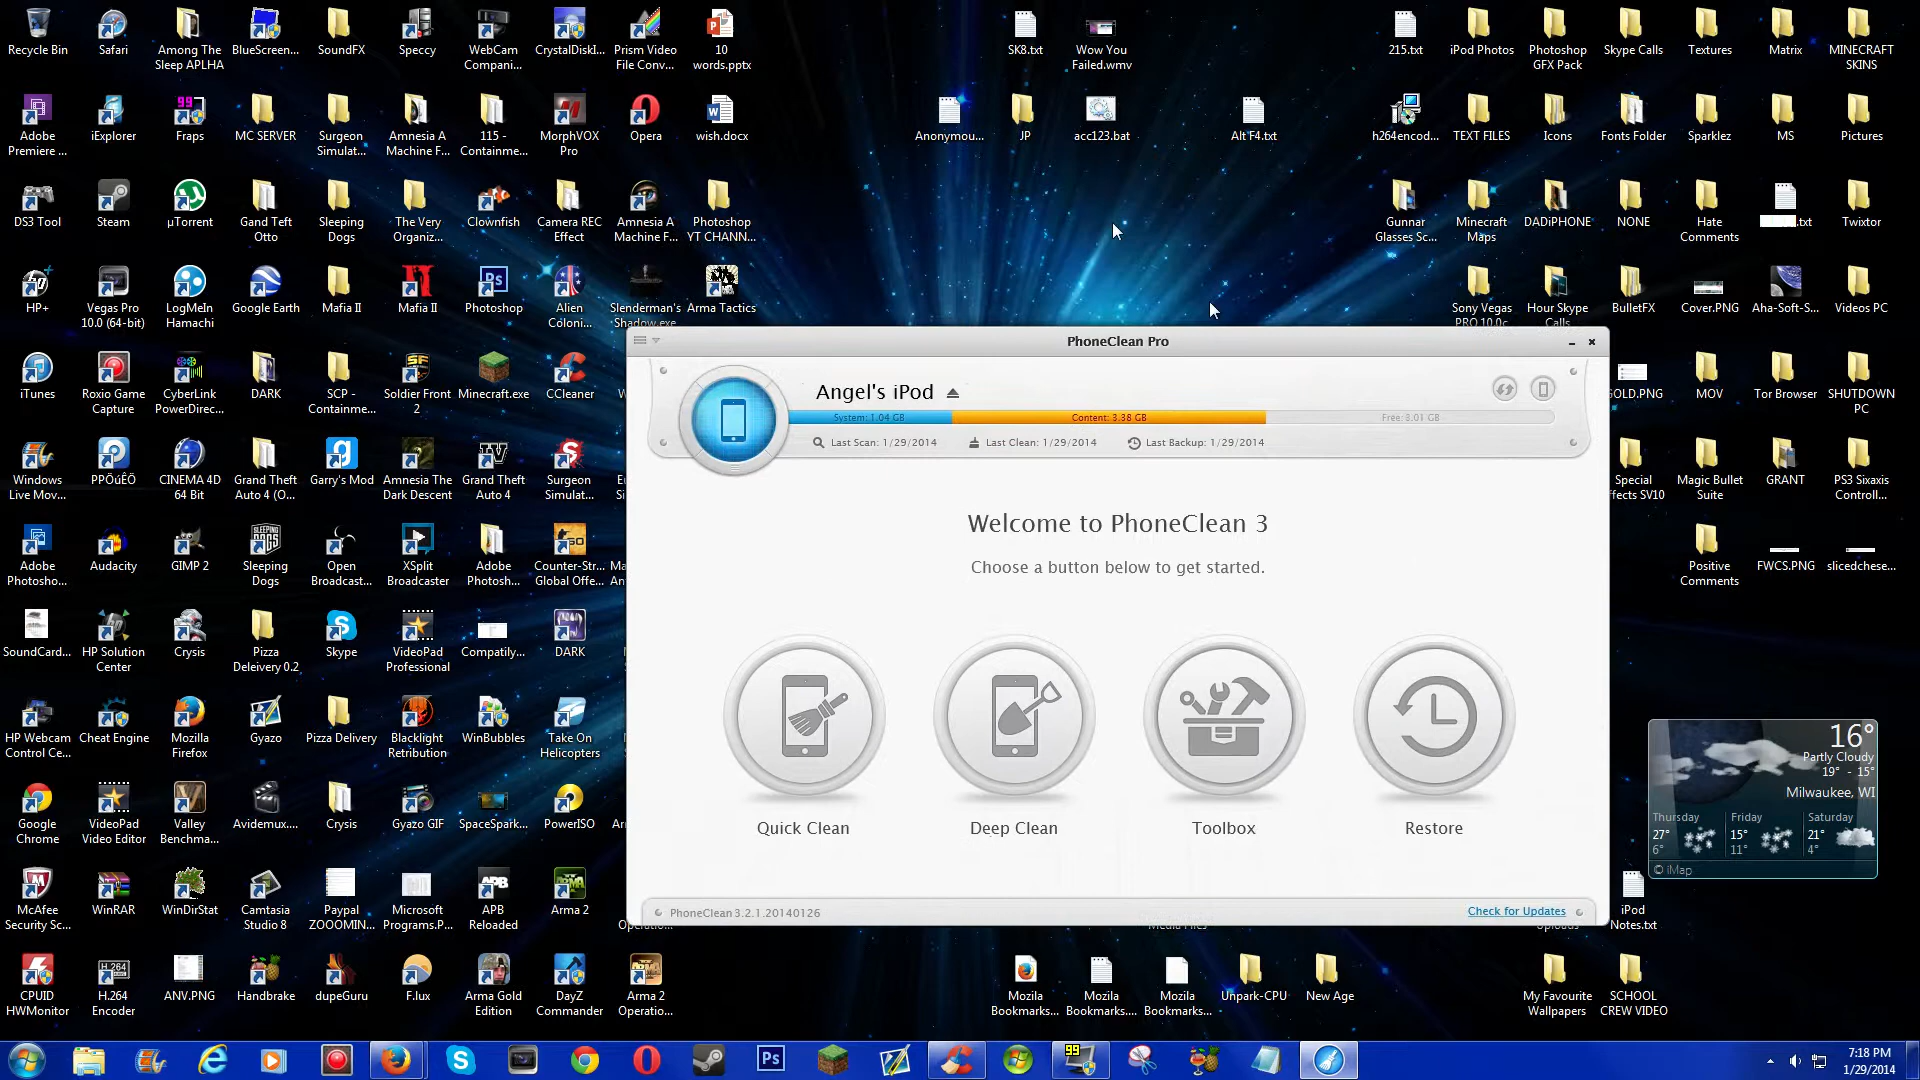 Recycle Bin
Safari
Among The
Sleep APLHA
BlueScreen...
SoundFX
Speccy
WebCam
Compani...
CrystalDiskI...
Prism Video
File Conv...
10
words.pptx
SK8.txt
Wow You
Failed.wmv
215.txt
iPod Photos
Photoshop
GFX Pack
Skype Calls
Textures
Matrix
MINECRAFT
SKINS
Adobe
Premiere ...
iExplorer
99
Fraps
MC SERVER
Surgeon
Simulat...
Amnesia A
Machine F...
115 -
Containme...
MorphVOX
Pro
Opera
wish.docx
Anonymou...
JP
acc123.bat
Alt F4.txt
h264encod...
TEXT FILES
Icons
Fonts Folder
Sparklez
MS
Pictures
DS3 Tool
Steam
µTorrent
Gand Teft
Otto
Sleeping
Dogs
The Very
Organiz...
Clownfish
Camera REC
Effect
Amnesia A
Machine F...
Photoshop
YT CHANN...
Gunnar
Glasses Sc...
Minecraft
Maps
DADiPHONE
NONE
Hate
Comments
.txt
Twixtor
HP+
Vegas Pro
10.0 (64-bit)
LogMeIn
Hamachi
Google Earth
Mafia II
Mafia II
Photoshop
Alien
Coloni...
Slenderman's
Shadow.exe
Arma Tactics
Sony Vegas
PRO 10.0c
Hour Skype
Calls
BulletFX
Cover.PNG
Aha-Soft-S...
Videos PC
iTunes
Roxio Game
Capture
CyberLink
PowerDirec...
DARK
SCP -
Containme...
Soldier Front
2
Minecraft.exe
CCleaner
OLD.PNG
MOV
Tor Browser
SHUTDOWN
PC
Windows
Live Mov...
PPÖúÊÖ
CINEMA 4D
64 Bit
Grand Theft
Auto 4 (O...
Garry's Mod
Amnesia The
Dark Descent
Grand Theft
Auto 4
Surgeon
Simulat...
Special
ffects SV10
Magic Bullet
Suite
GRANT
PS3 Sixaxis
Controll...
Adobe
Photosho...
Audacity
GIMP 2
Sleeping
Dogs
Open
Broadcast...
XSplit
Broadcaster
Adobe
Photosh...
Counter-Str...
Global Offe...
Positive
Comments
FWCS.PNG
slicedchese...
SoundCard...
HP Solution
Center
Crysis
Pizza
Deleivery 0.2
Skype
VideoPad
Professional
Compatily...
DARK
HP Webcam
Control Ce...
Cheat Engine
Mozilla
Firefox
Gyazo
Pizza Delivery
Blacklight
Retribution
WinBubbles
Take On
Helicopters
Google
Chrome
VideoPad
Video Editor
Valley
Benchma...
Avidemux....
Crysis
Gyazo GIF
SpaceSpark...
PowerISO
McAfee
Security Sc...
WinRAR
WinDirStat
Camtasia
Studio 8
Paypal
ZOOOMIN...
Microsoft
Programs.P...
APB
Reloaded
Arma 2
iPod
Notes.txt
CPUID
HWMonitor
H.264
Encoder
ANV.PNG
Handbrake
dupeGuru
F.lux
Arma Gold
Edition
DayZ
Commander
Arma 2
Operatio...
Mozila
Bookmarks...
Mozila
Bookmarks....
Mozila
Bookmarks...
Unpark-CPU
New Age
My Favourite
Wallpapers
SCHOOL
CREW VIDEO
PhoneClean Pro
Angel's iPod
System: 1.04 GB
Content: 3.38 GB
Free: 3.01 GB
Last Scan: 1/29/2014
Last Clean: 1/29/2014
Last Backup: 1/29/2014
Welcome to PhoneClean 3
Choose a button below to get started.
Quick Clean
Deep Clean
Toolbox
Restore
PhoneClean 3.2.1.20140126
Check for Updates
16°
Partly Cloudy
19° - 15°
Milwaukee, WI
Thursday
27°
6°
Friday
15°
11°
Saturday
21°
4°
© iMap
99
7:18 PM
1/29/2014